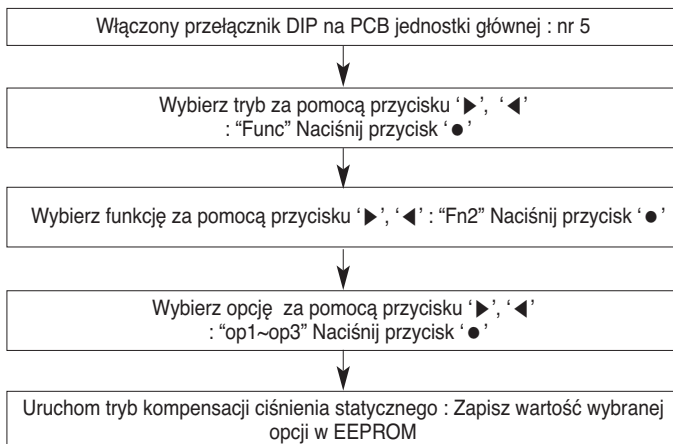 Włączony przełącznik DIP na PCB jednostki głównej : nr 5
Wybierz tryb za pomocą przycisku ‘▶’, ‘◀’
: “Func” Naciśnij przycisk ‘●’
Wybierz funkcję za pomocą przycisku ‘▶’, ‘◀’ : “Fn2” Naciśnij przycisk ‘●’
Wybierz opcję za pomocą przycisku ‘▶’, ‘◀’
: “op1~op3” Naciśnij przycisk ‘●’
Uruchom tryb kompensacji ciśnienia statycznego : Zapisz wartość wybranej
opcji w EEPROM